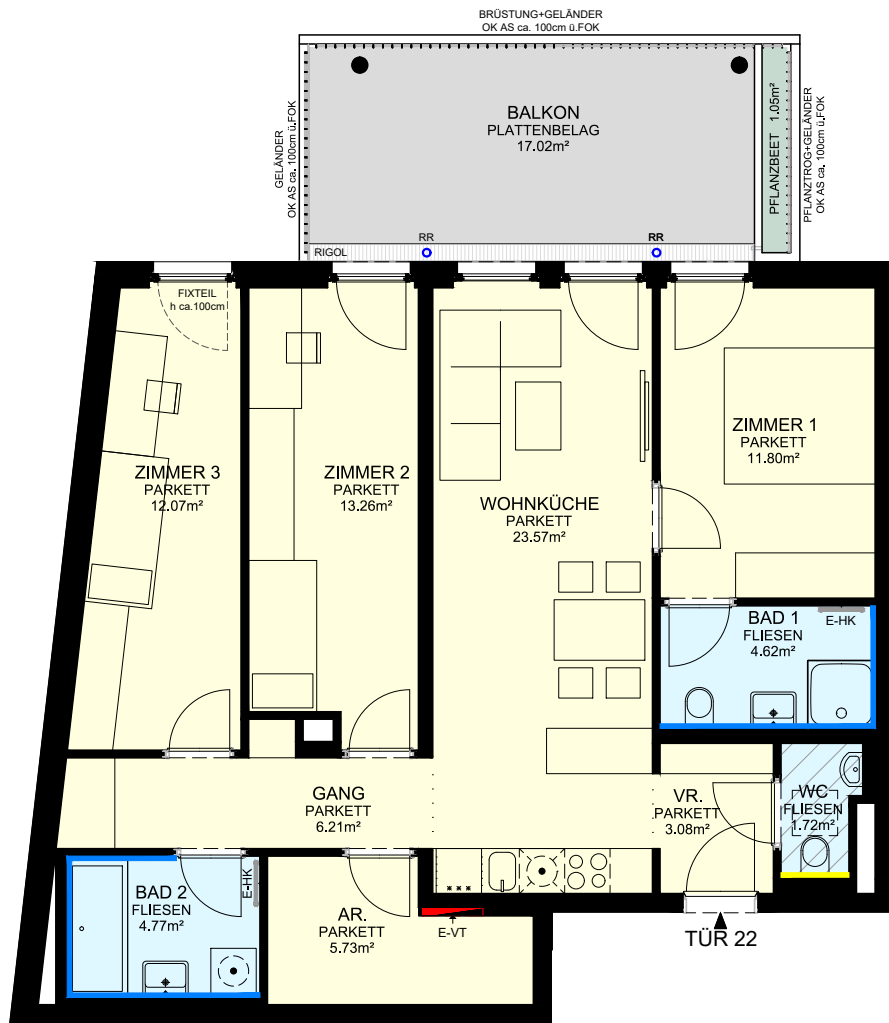 BRÜSTUNG+GELÄNDER
OK AS ca. 100cm ü.FOK
GELÄNDER
OK AS ca. 100cm ü.FOK
BALKON
PLATTENBELAG
17.02m²
PFLANZBEET 1.05m²
PFLANZTROG+GELÄNDER
OK AS ca. 100cm ü.FOK
RIGOL
RR
RR
FIXTEIL
h ca.100cm
ZIMMER 3
PARKETT
12.07m²
ZIMMER 2
PARKETT
13.26m²
WOHNKÜCHE
PARKETT
23.57m²
ZIMMER 1
PARKETT
11.80m²
BAD 1
FLIESEN
4.62m²
E-HK
GANG
PARKETT
6.21m²
VR.
PARKETT
3.08m²
WC
FLIESEN
1.72m²
BAD 2
FLIESEN
4.77m²
E-HK
AR.
PARKETT
5.73m²
E-VT
TÜR 22